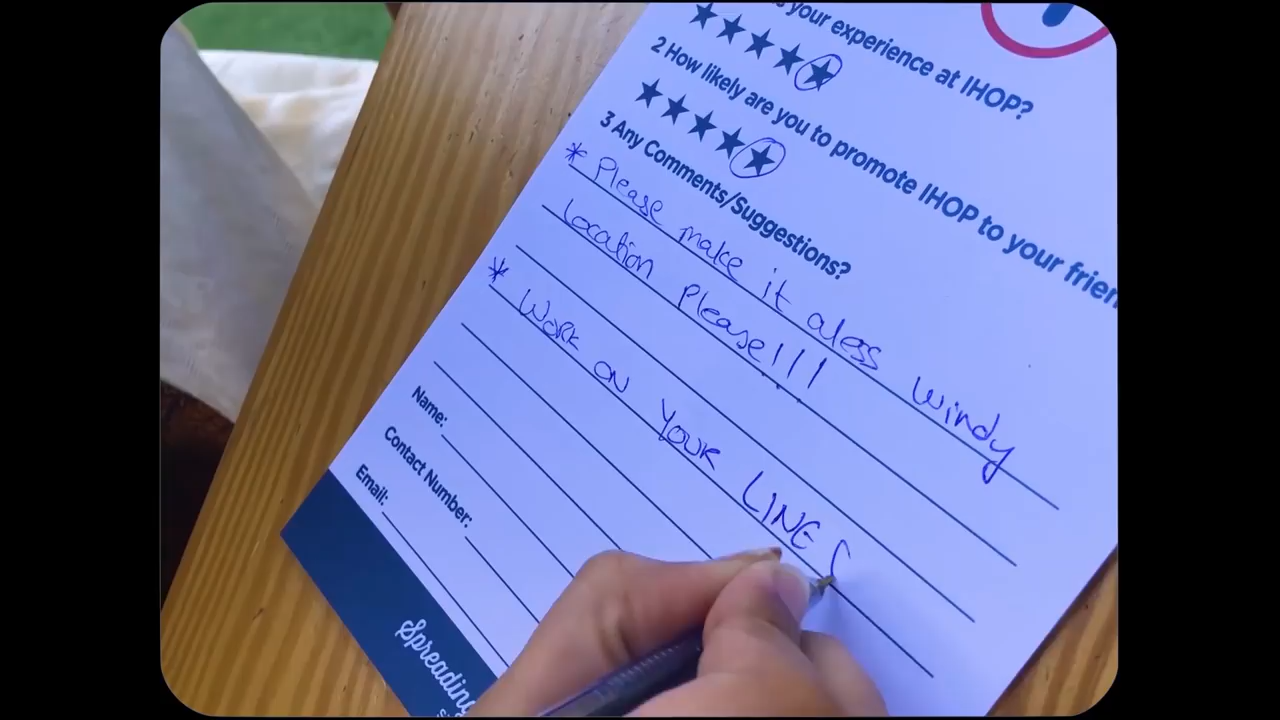 your experience at IHOP?
2 How likely are you to promote IHOP to your frien
3 Any Comments/Suggestions?
* Please make it aless windy
location please!!!
* WORK ON YOUR LINES
Name:
Contact Number:
Email:
Spreading